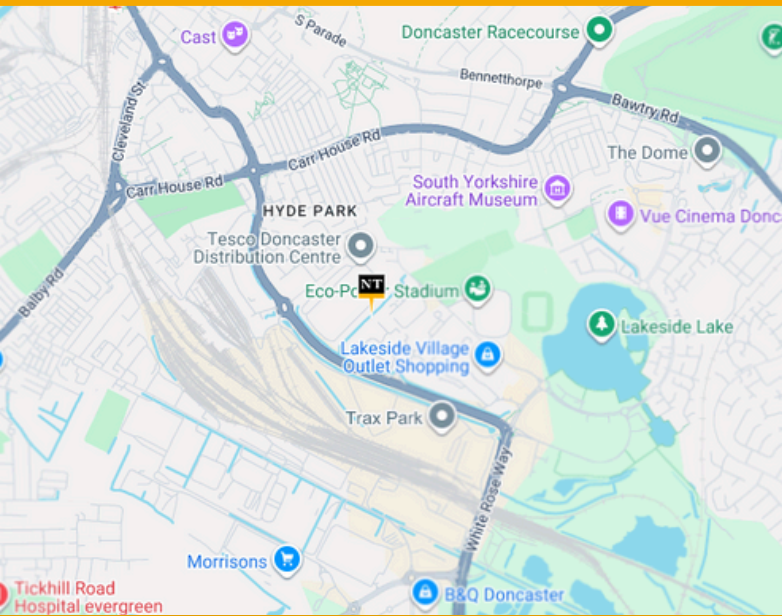 Cast
S Parade
Doncaster Racecourse
Bennetthorpe
Bawtry Rd
Cleveland St
The Dome
Carr House Rd
Carr House Rd
South Yorkshire
Aircraft Museum
HYDE PARK
Vue Cinema Donc
Tesco Doncaster
Distribution Centre
Balby Rd
NT
Eco-Po
Stadium
Lakeside Lake
Lakeside Village
Outlet Shopping
Trax Park
White Rose Way
Morrisons
Tickhill Road
Hospital evergreen
B&Q Doncaster